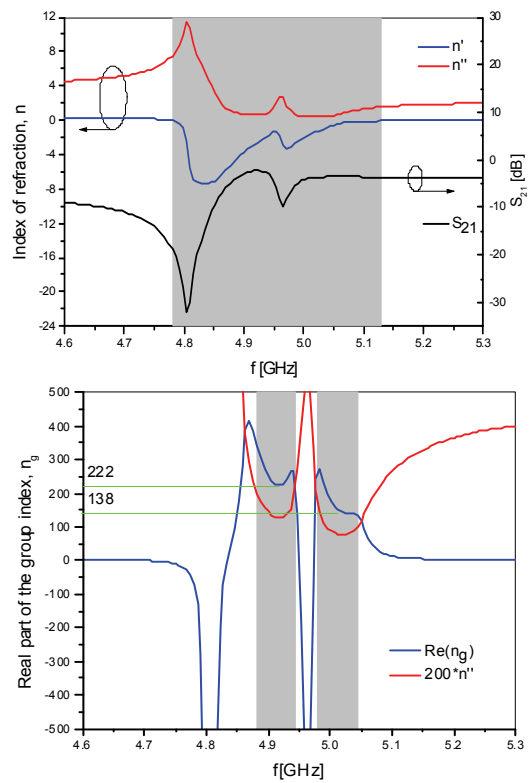 12
8
4
0
-4
-8
-12
-16
-20
-24
Index of refraction, n
30
20
10
0
-10
-20
-30
S21 [dB]
n'
n''
S21
4.6 4.7 4.8 4.9 5.0 5.1 5.2 5.3
f [GHz]
500
400
300
200
100
0
-100
-200
-300
-400
-500
Real part of the group index, ng
222
138
Re(ng)
200*n''
4.6 4.7 4.8 4.9 5.0 5.1 5.2 5.3
f[GHz]